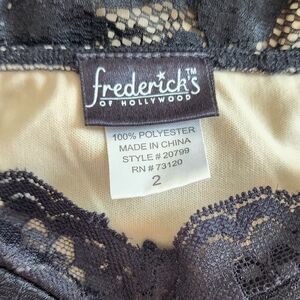 frederick's
OF HOLLYWOOD
100% POLYESTER
MADE IN CHINA
STYLE # 20799
RN # 73120
2